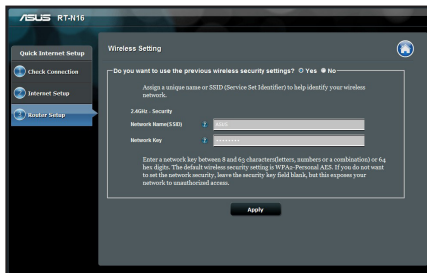 ASUS RT-N16
Quick Internet Setup
Check Connection
Internet Setup
Router Setup
Wireless Setting
Do you want to use the previous wireless security settings? Yes No
Assign a unique name or SSID (Service Set Identifier) to help identify your wireless
network.
2.4GHz - Security
Network Name(SSID)
Network Key
Enter a network key between 8 and 63 characters(letters, numbers or a combination) or 64
hex digits. The default wireless security setting is WPA2-Personal AES. If you do not want
to set the network security, leave the security key field blank, but this exposes your
network to unauthorized access.
Apply